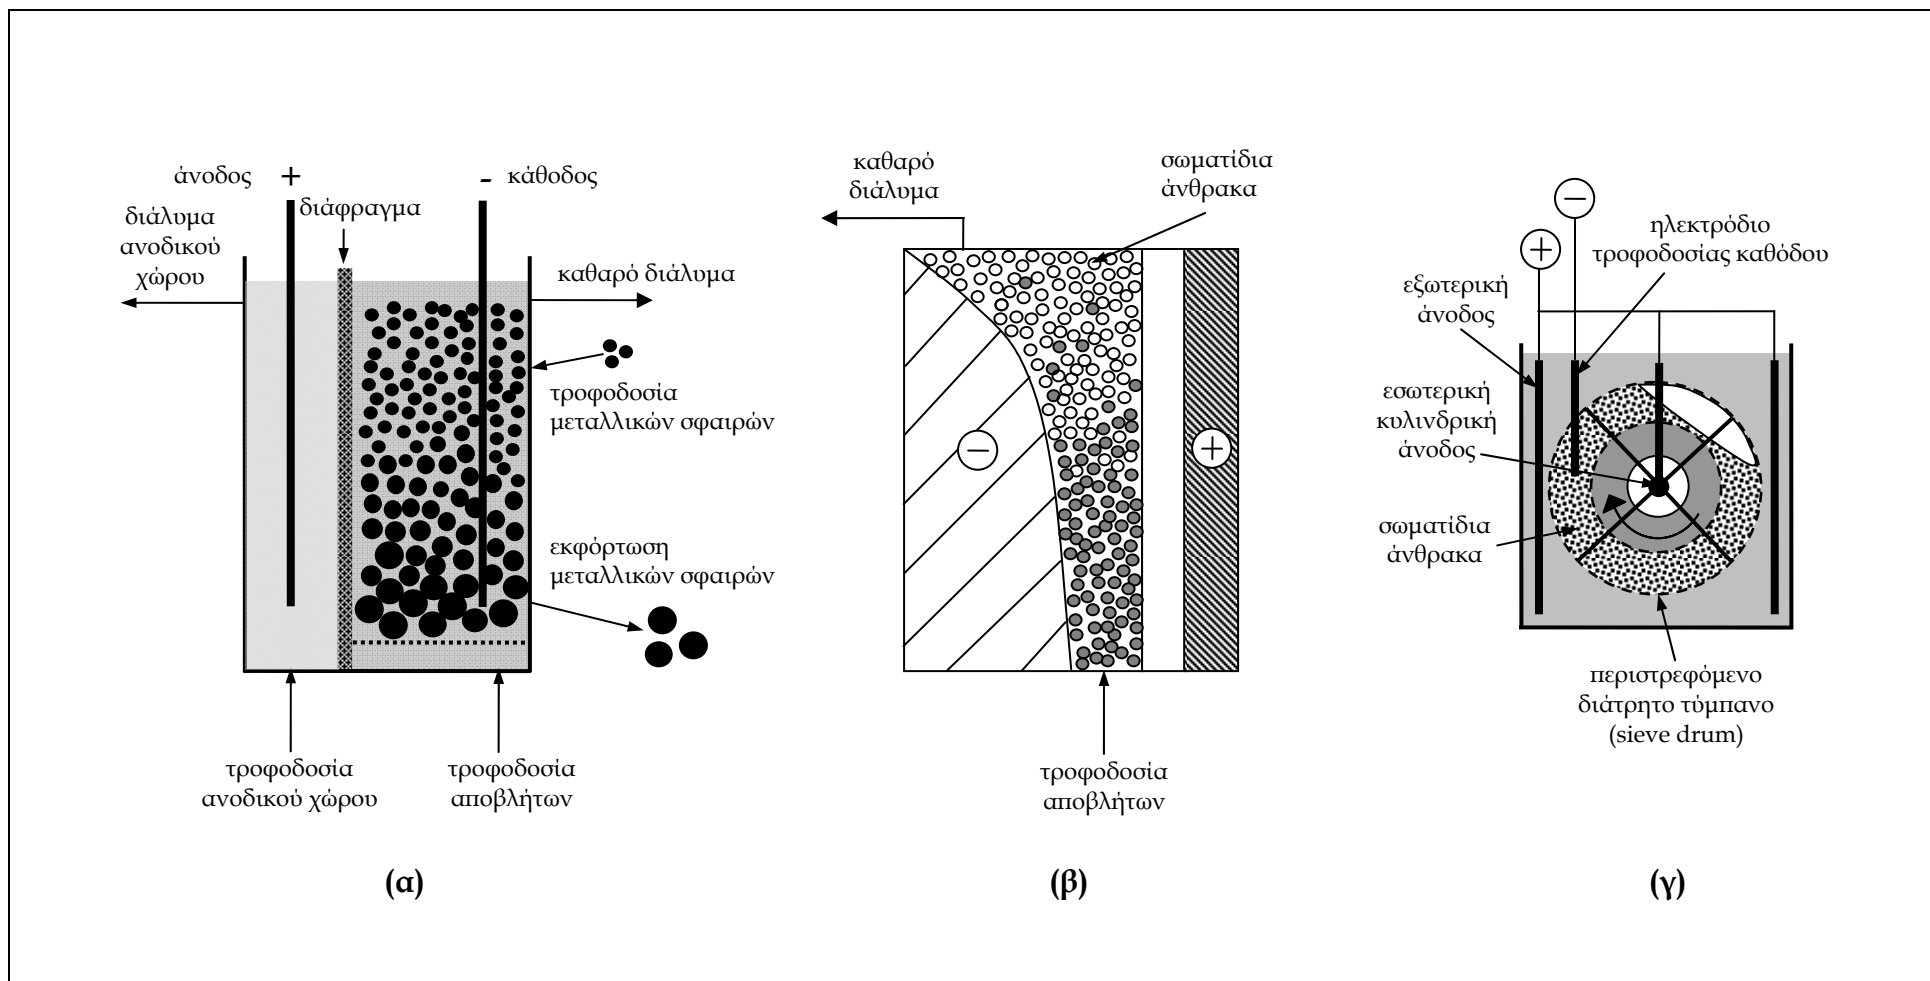 άνοδος + - κάθοδος
διάφραγμα
διάλυμα
ανοδικού
χώρου
καθαρό διάλυμα
τροφοδοσία
μεταλλικών σφαιρών
εκφόρτωση
μεταλλικών σφαιρών
τροφοδοσία
ανοδικού χώρου
τροφοδοσία
αποβλήτων
(α)
καθαρό
διάλυμα
σωματίδια
άνθρακα
−
+
τροφοδοσία
αποβλήτων
(β)
−
+
ηλεκτρόδιο
τροφοδοσίας καθόδου
εξωτερική
άνοδος
εσωτερική
κυλινδρική
άνοδος
σωματίδια
άνθρακα
περιστρεφόμενο
διάτρητο τύμπανο
(sieve drum)
(γ)